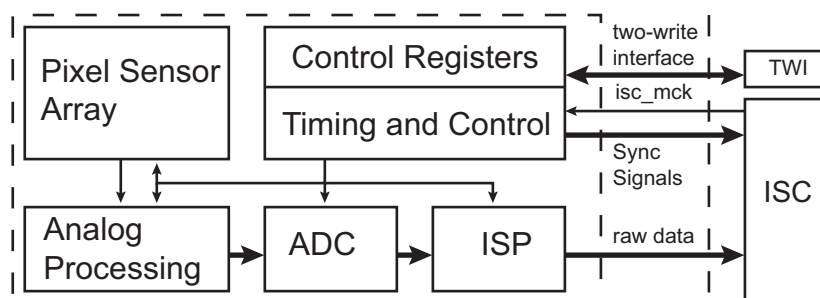 Pixel Sensor
Array
Control Registers
Timing and Control
two-write
interface
TWI
isc_mck
Sync
Signals
ISC
Analog
Processing
ADC
ISP
raw data